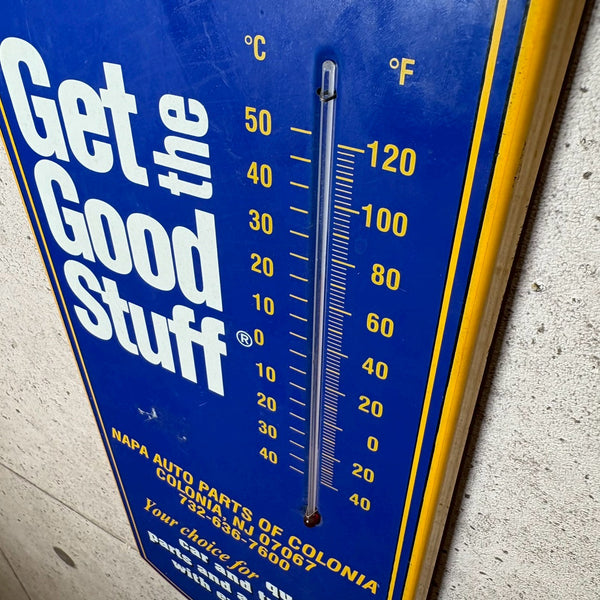 Get the
Good
Stuff®
°C °F
50
40
30
20
10
0
10
20
30
40
120
100
80
60
40
20
0
20
40
NAPA AUTO PARTS OF COLONIA
COLONIA, NJ 07067
732-636-7600
Your choice for
car and
parts and
with